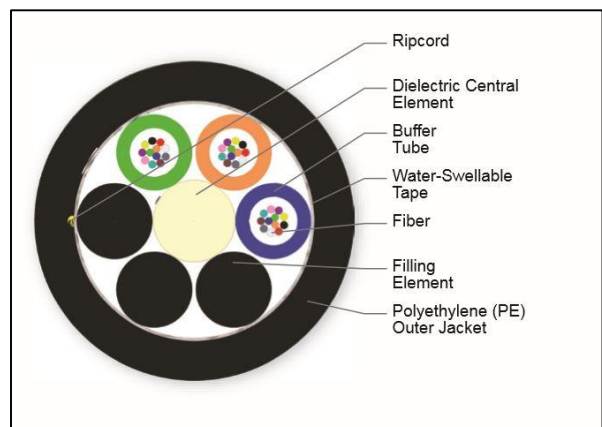 Ripcord
Dielectric Central
Element
Buffer
Tube
Water-Swellable
Tape
Fiber
Filling
Element
Polyethylene (PE)
Outer Jacket